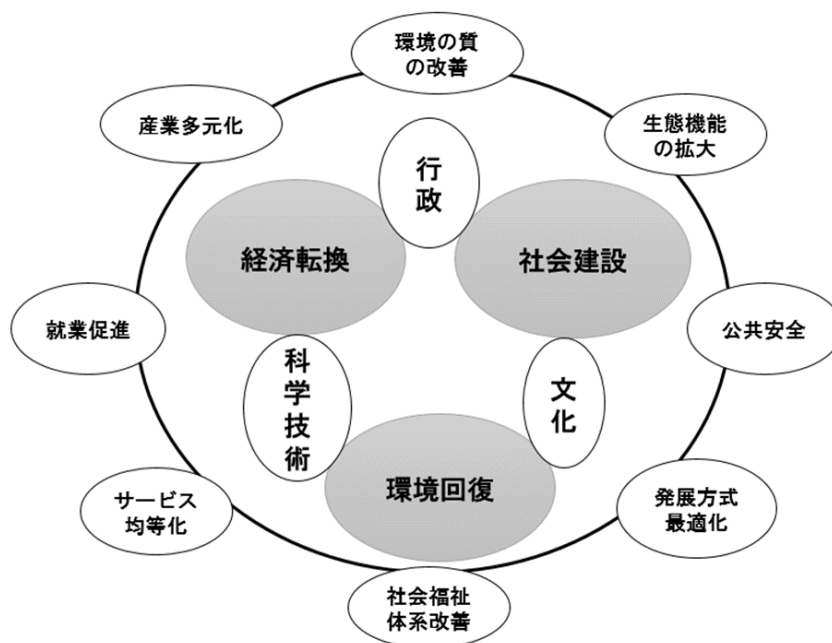 環境の質
の改善
産業多元化
生態機能
の拡大
行政
経済転換
社会建設
就業促進
公共安全
科学技術
文化
環境回復
サービス
均等化
発展方式
最適化
社会福祉
体系改善